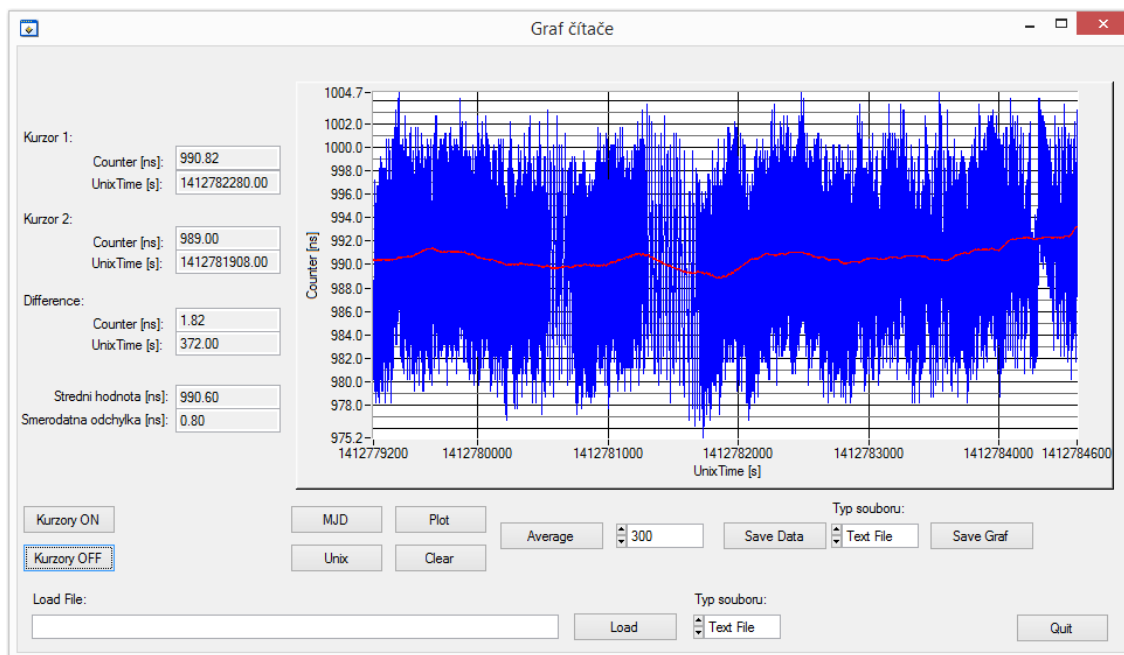 Graf čítače
Kurzor 1:
Counter [ns]: 990.82
UnixTime [s]: 1412782280.00
Kurzor 2:
Counter [ns]: 989.00
UnixTime [s]: 1412781908.00
Difference:
Counter [ns]: 1.82
UnixTime [s]: 372.00
Stredni hodnota [ns]: 990.60
Smerodatna odchylka [ns]: 0.80
Counter [ns]
1004.7
1002.0
1000.0
998.0
996.0
994.0
992.0
990.0
988.0
986.0
984.0
982.0
980.0
978.0
975.2
1412779200 1412780000 1412781000 1412782000 1412783000 1412784000 1412784600
UnixTime [s]
Kurzory ON
Kurzory OFF
MJD
Plot
Unix
Clear
Average
300
Save Data
Typ souboru:
Text File
Save Graf
Load File:
Load
Typ souboru:
Text File
Quit